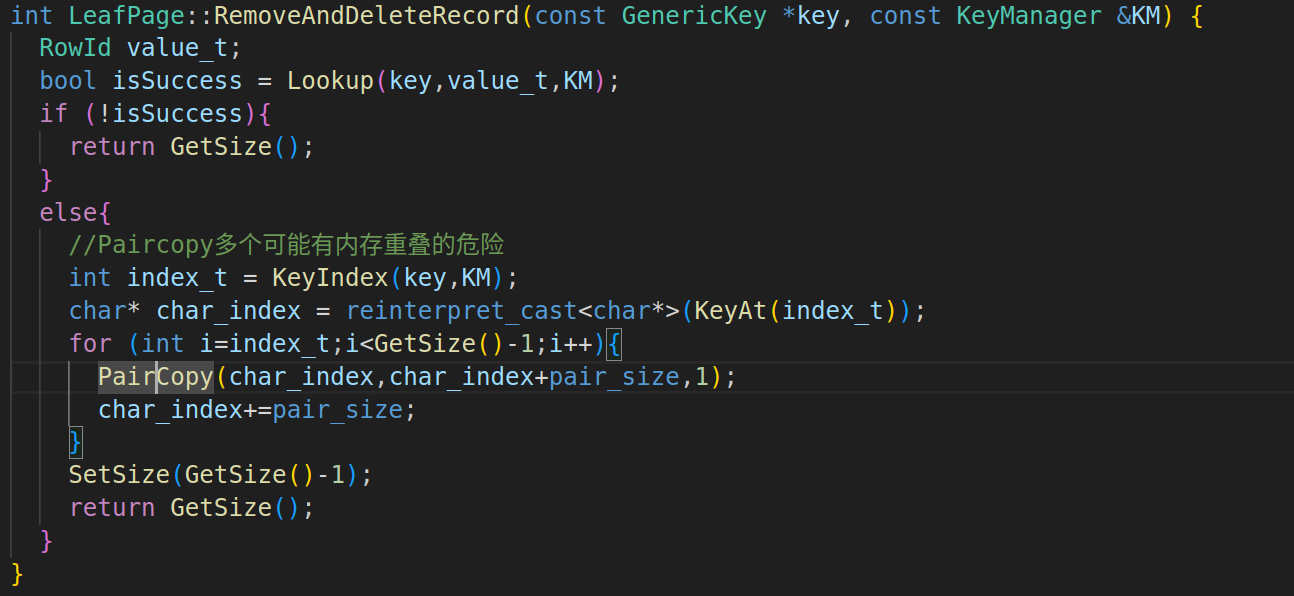 int LeafPage::RemoveAndDeleteRecord(const GenericKey *key, const KeyManager &KM) {
  RowId value_t;
  bool isSuccess = Lookup(key,value_t,KM);
  if (!isSuccess){
    return GetSize();
  }
  else{
    //Paircopy多个可能有内存重叠的危险
    int index_t = KeyIndex(key,KM);
    char* char_index = reinterpret_cast<char*>(KeyAt(index_t));
    for (int i=index_t;i<GetSize()-1;i++){
      PairCopy(char_index,char_index+pair_size,1);
      char_index+=pair_size;
    }
    SetSize(GetSize()-1);
    return GetSize();
  }
}